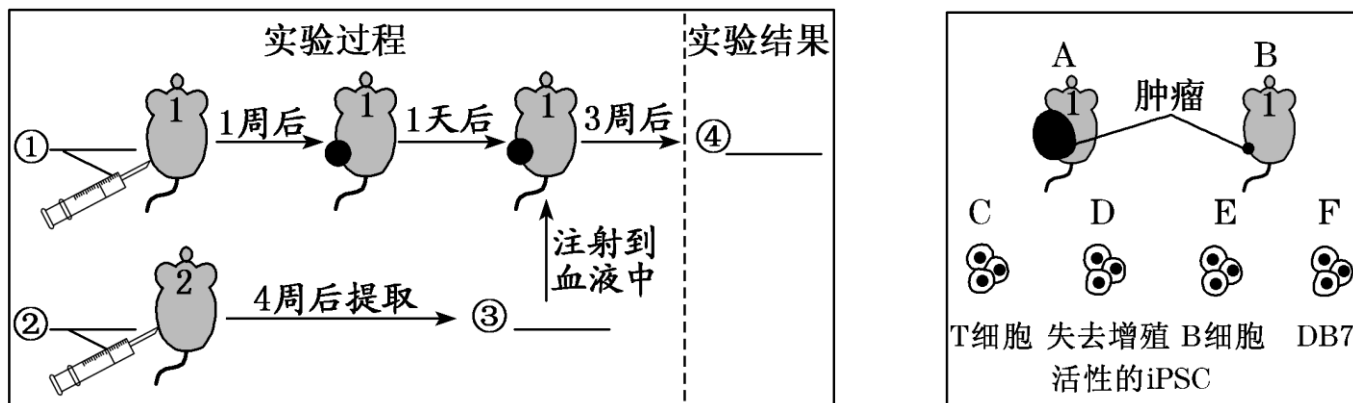 实验过程
实验结果
1
1周后
1
1天后
1
3周后
①
④
注射到
血液中
2
4周后提取
②
③
A
B
1
肿瘤
1
C
D
E
F
T细胞
失去增殖
活性的iPSC
B细胞
DB7